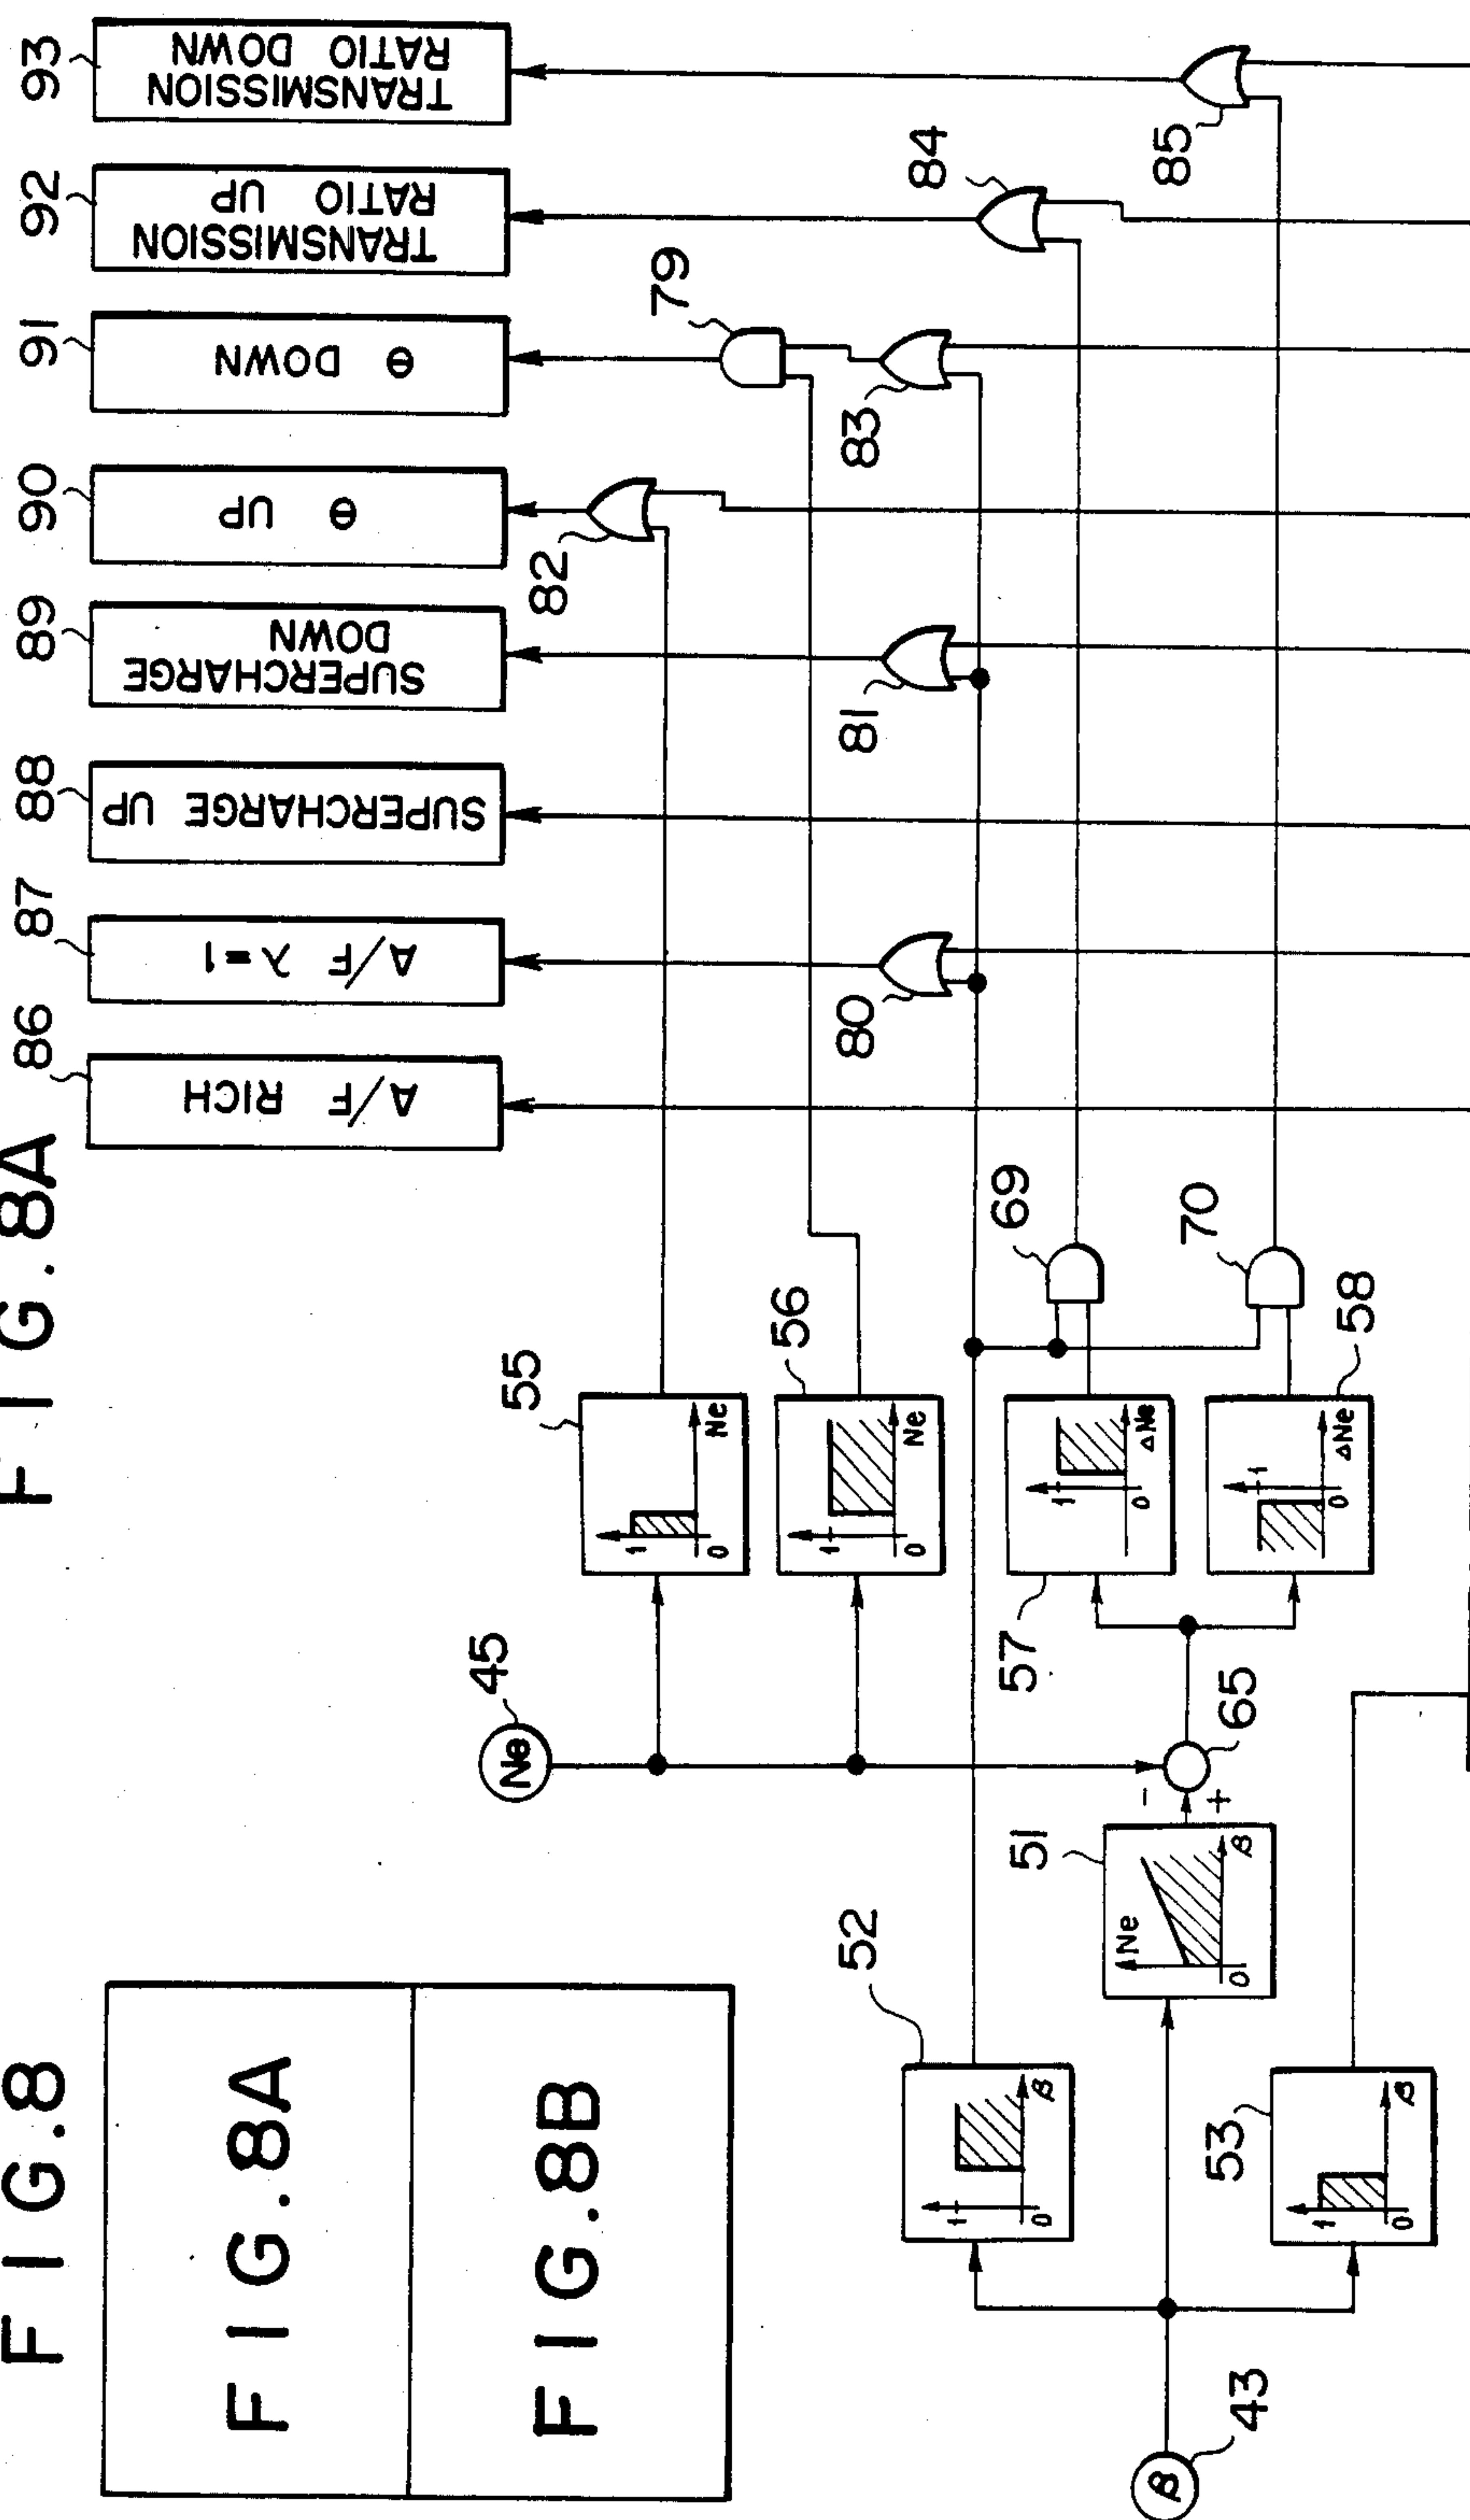 FIG.8
FIG.8A
FIG.8A
FIG.8B
86
A/F RICH
87
A/F λ=1
88
SUPERCHARGE UP
89
SUPERCHARGE
DOWN
90
θ UP
91
θ DOWN
92
TRANSMISSION
RATIO UP
93
TRANSMISSION
RATIO DOWN
45
Ne
55
1
0
Ne
82
56
1
0
Ne
79
80
81
83
84
85
52
1
0
β
69
57
1
0
ΔNe
70
58
1
0
ΔNe
51
Ne
0
β
-
+
65
43
β
53
1
0
β